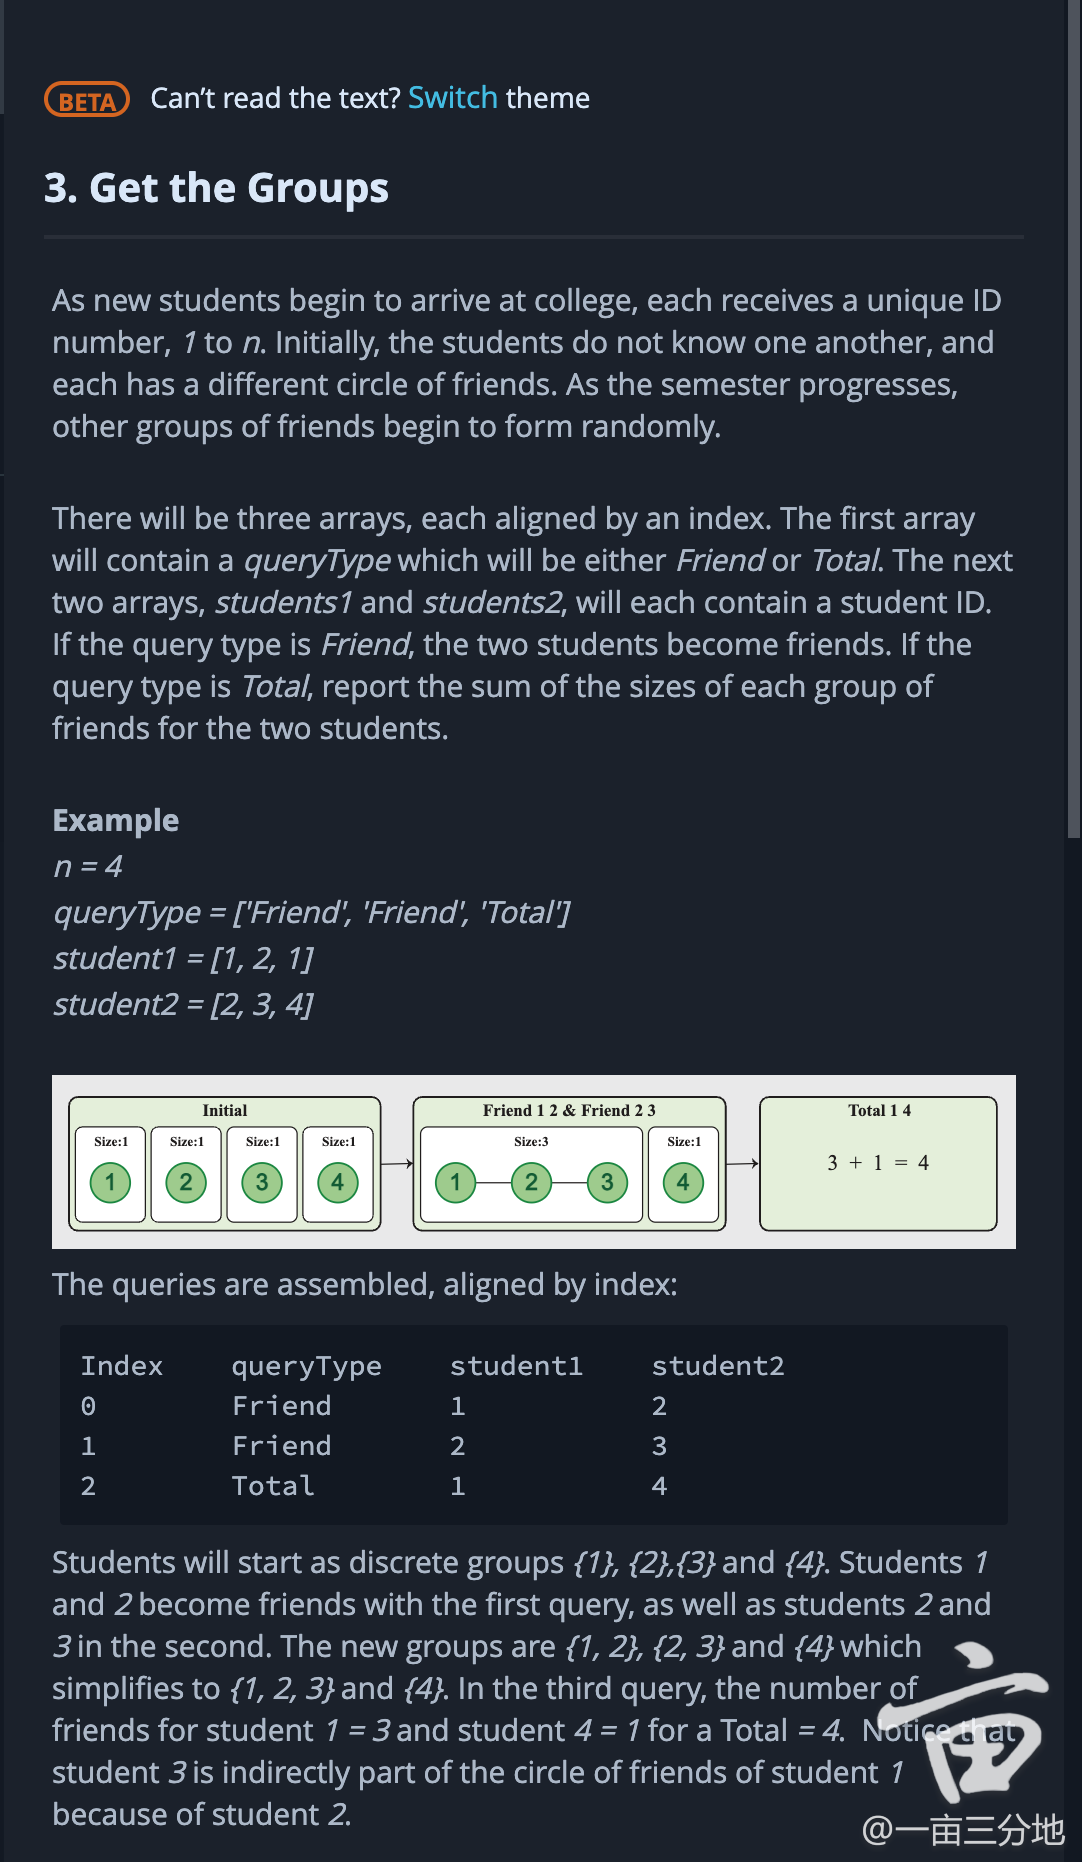 BETA Can't read the text? Switch theme
3. Get the Groups
As new students begin to arrive at college, each receives a unique ID
number, 1 to n. Initially, the students do not know one another, and
each has a different circle of friends. As the semester progresses,
other groups of friends begin to form randomly.
There will be three arrays, each aligned by an index. The first array
will contain a queryType which will be either Friend or Total. The next
two arrays, students1 and students2, will each contain a student ID.
If the query type is Friend, the two students become friends. If the
query type is Total, report the sum of the sizes of each group of
friends for the two students.
Example
n = 4
queryType = ['Friend', 'Friend', 'Total']
student1 = [1, 2, 1]
student2 = [2, 3, 4]
Initial
Size:1 Size:1 Size:1 Size:1
1 2 3 4
Friend 1 2 & Friend 2 3
Size:3 Size:1
1 2 3 4
Total 1 4
3 + 1 = 4
The queries are assembled, aligned by index:
Index queryType student1 student2
0 Friend 1 2
1 Friend 2 3
2 Total 1 4
Students will start as discrete groups {1}, {2},{3} and {4}. Students 1
and 2 become friends with the first query, as well as students 2 and
3 in the second. The new groups are {1, 2}, {2, 3} and {4} which
simplifies to {1, 2, 3} and {4}. In the third query, the number of
friends for student 1 = 3 and student 4 = 1 for a Total = 4. Notice that
student 3 is indirectly part of the circle of friends of student 1
because of student 2.
亩
@一亩三分地